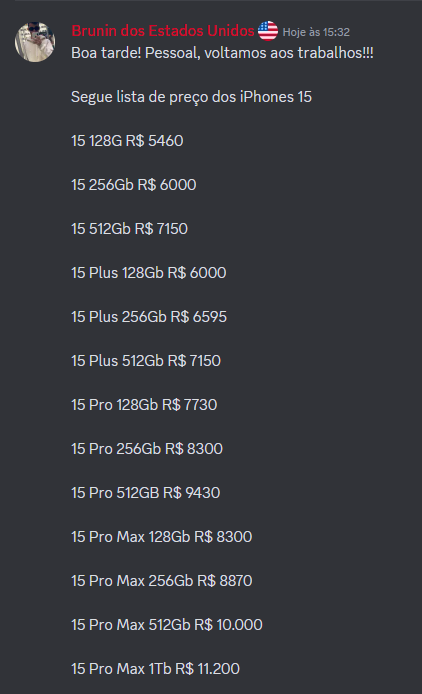 Brunin dos Estados Unidos Hoje às 15:32
Boa tarde! Pessoal, voltamos aos trabalhos!!!
Segue lista de preço dos iPhones 15
15 128G R$ 5460
15 256Gb R$ 6000
15 512Gb R$ 7150
15 Plus 128Gb R$ 6000
15 Plus 256Gb R$ 6595
15 Plus 512Gb R$ 7150
15 Pro 128Gb R$ 7730
15 Pro 256Gb R$ 8300
15 Pro 512GB R$ 9430
15 Pro Max 128Gb R$ 8300
15 Pro Max 256Gb R$ 8870
15 Pro Max 512Gb R$ 10.000
15 Pro Max 1Tb R$ 11.200